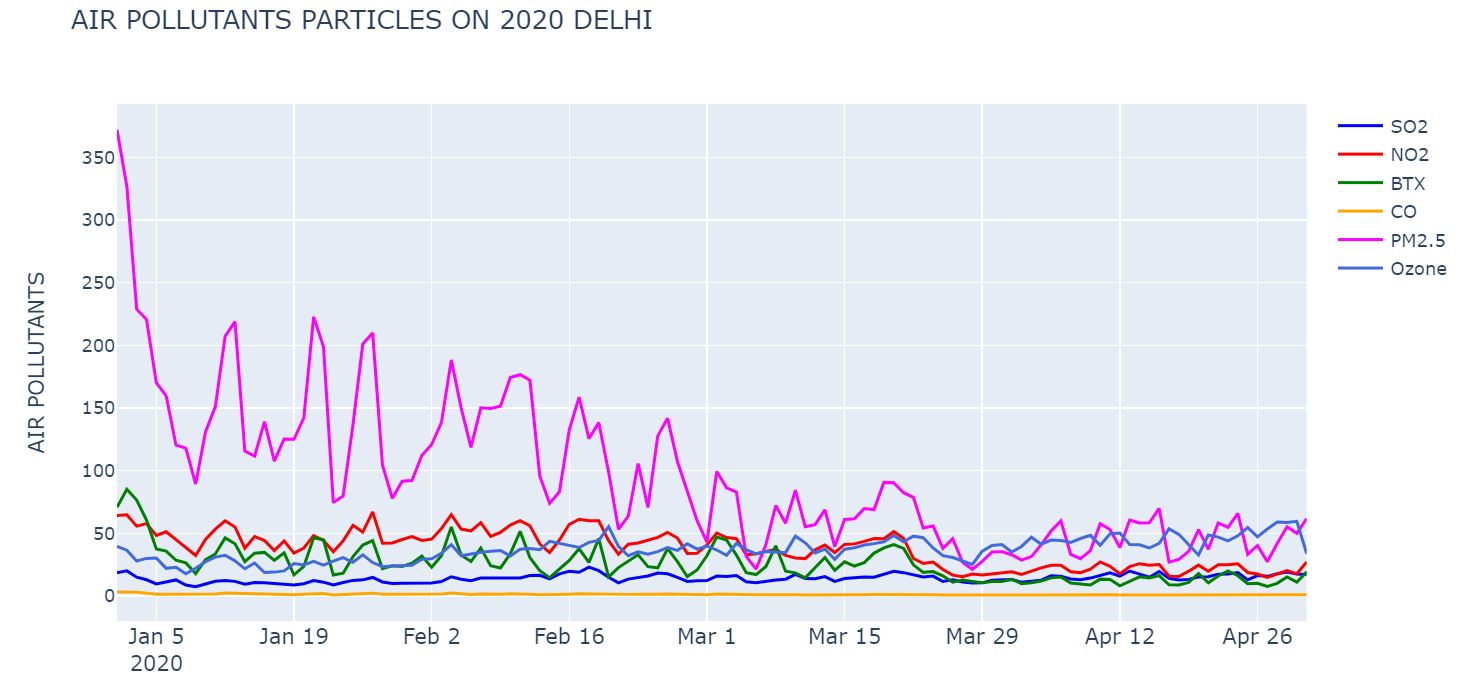 AIR POLLUTANTS PARTICLES ON 2020 DELHI
SO2
NO2
BTX
CO
PM2.5
Ozone
AIR POLLUTANTS
350
300
250
200
150
100
50
0
Jan 5 Jan 19 Feb 2 Feb 16 Mar 1 Mar 15 Mar 29 Apr 12 Apr 26
2020